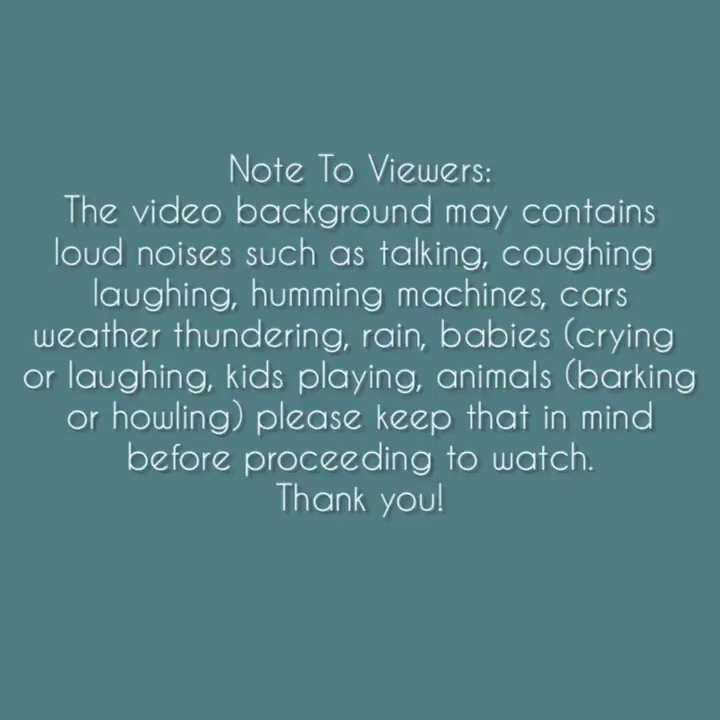 Note To Viewers:
The video background may contains
loud noises such as talking, coughing
laughing, humming machines, cars
weather thundering, rain, babies (crying
or laughing, kids playing, animals (barking
or howling) please keep that in mind
before proceeding to watch.
Thank you!